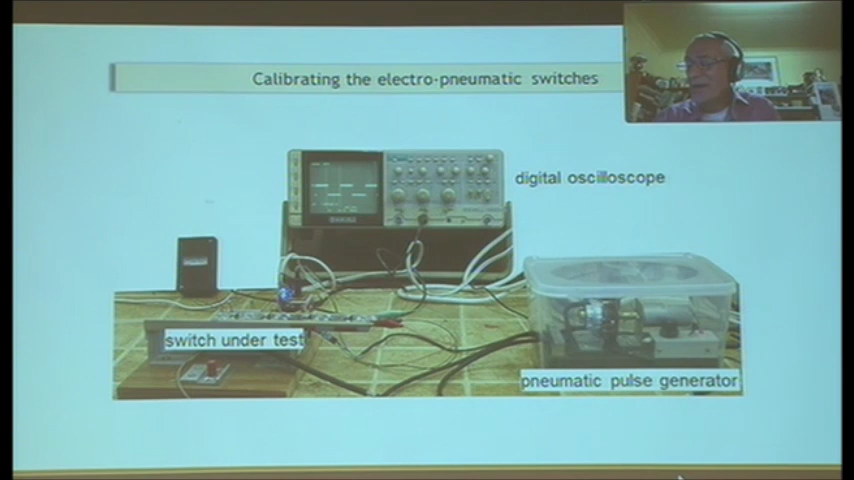 Calibrating the electro-pneumatic switches
digital oscilloscope
switch under test
pneumatic pulse generator